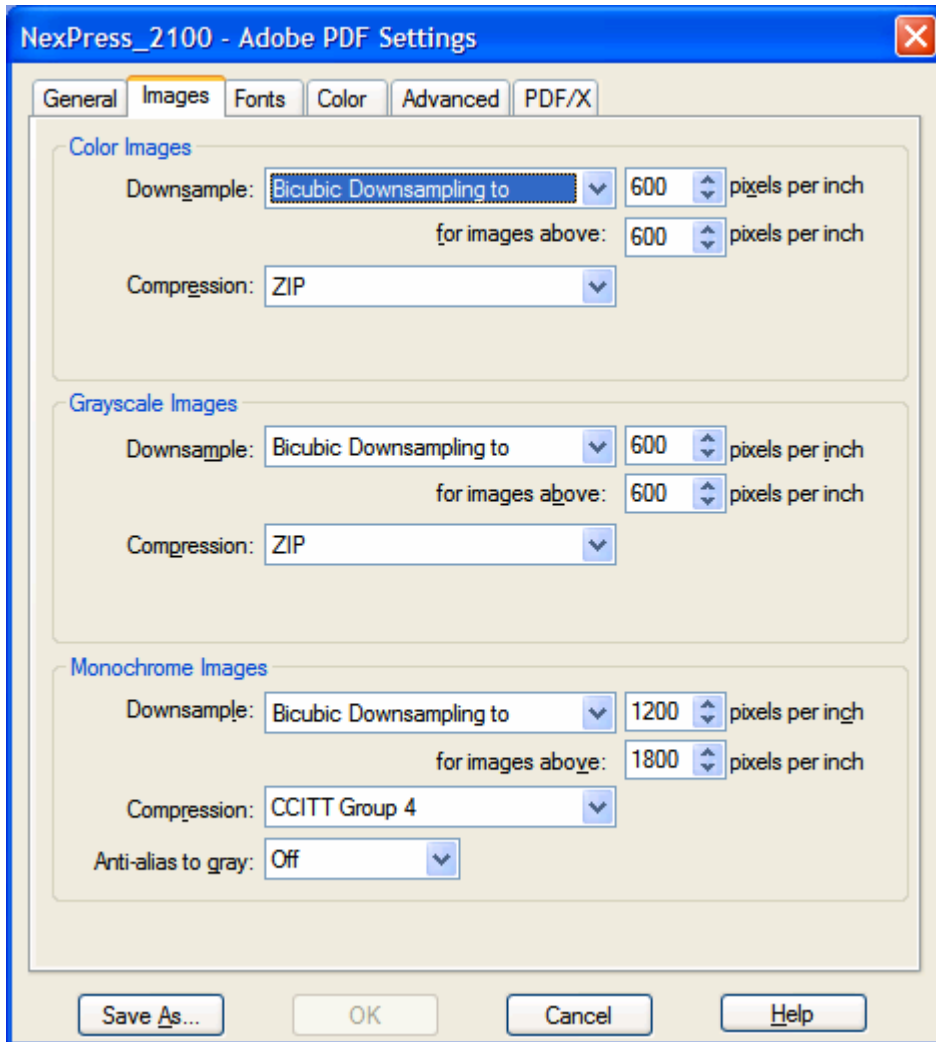 NexPress_2100 - Adobe PDF Settings
General Images Fonts Color Advanced PDF/X
Color Images
Downsample: Bicubic Downsampling to 600 pixels per inch
for images above: 600 pixels per inch
Compression: ZIP
Grayscale Images
Downsample: Bicubic Downsampling to 600 pixels per inch
for images above: 600 pixels per inch
Compression: ZIP
Monochrome Images
Downsample: Bicubic Downsampling to 1200 pixels per inch
for images above: 1800 pixels per inch
Compression: CCITT Group 4
Anti-alias to gray: Off
Save As... OK Cancel Help